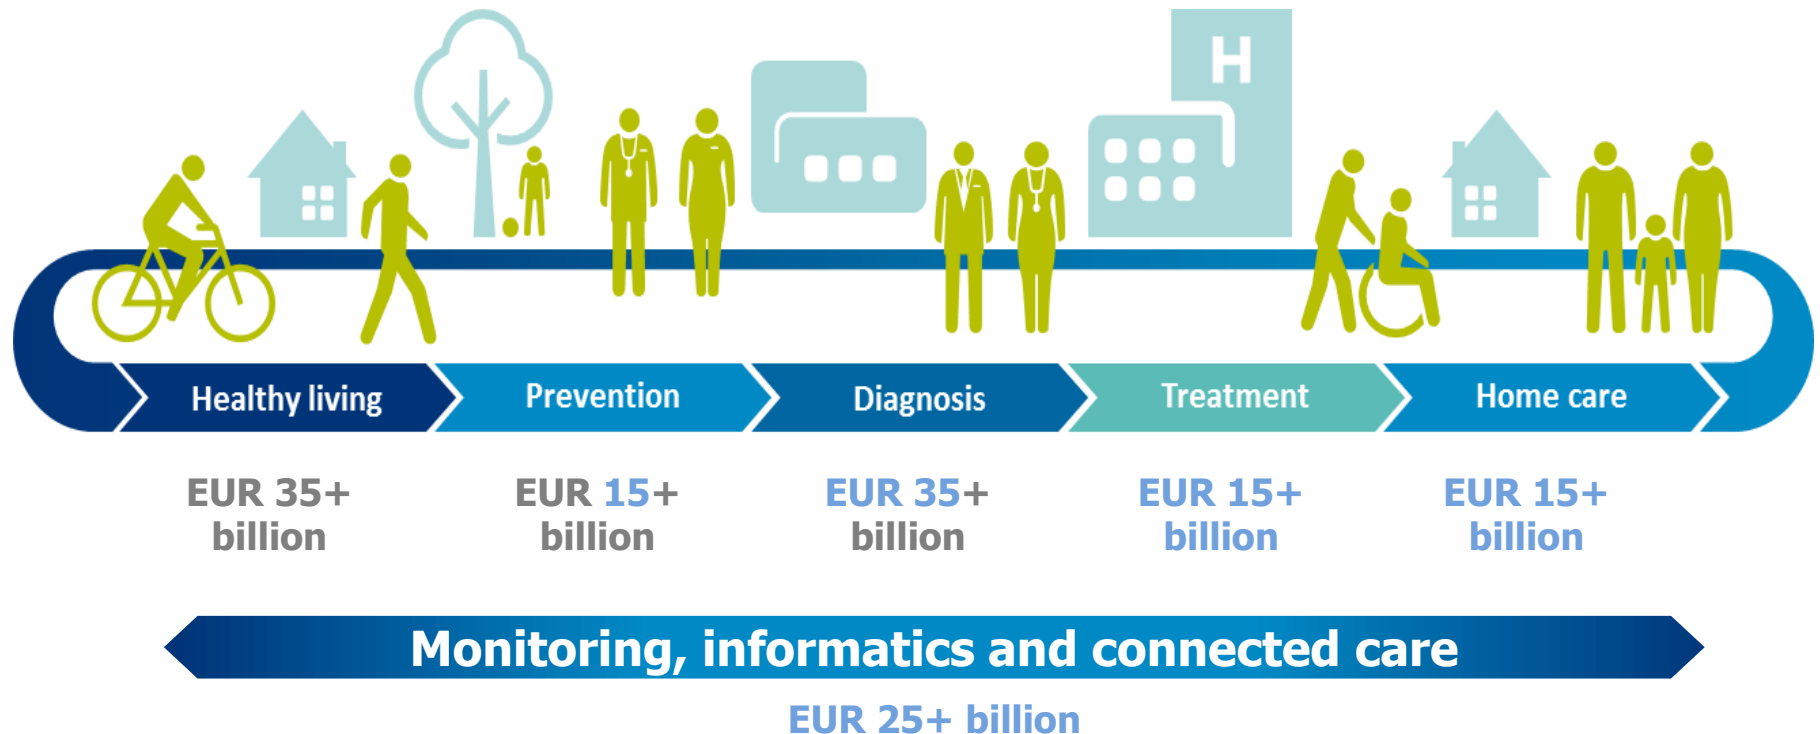 H
Healthy living
Prevention
Diagnosis
Treatment
Home care
EUR 35+
billion
EUR 15+
billion
EUR 35+
billion
EUR 15+
billion
EUR 15+
billion
Monitoring, informatics and connected care
EUR 25+ billion